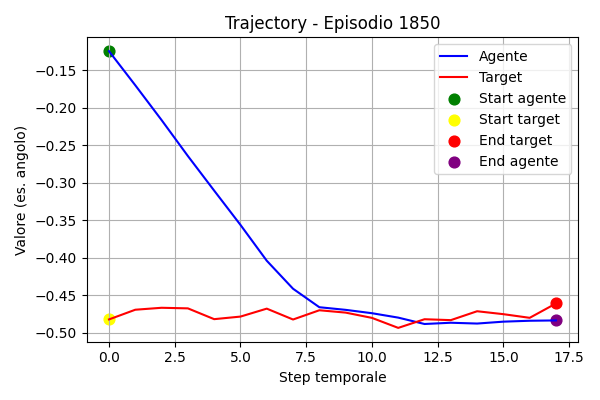 Trajectory - Episodio 1850
Valore (es. angolo)
−0.15
−0.20
−0.25
−0.30
−0.35
−0.40
−0.45
−0.50
Agente
Target
Start agente
Start target
End target
End agente
0.0 2.5 5.0 7.5 10.0 12.5 15.0 17.5
Step temporale